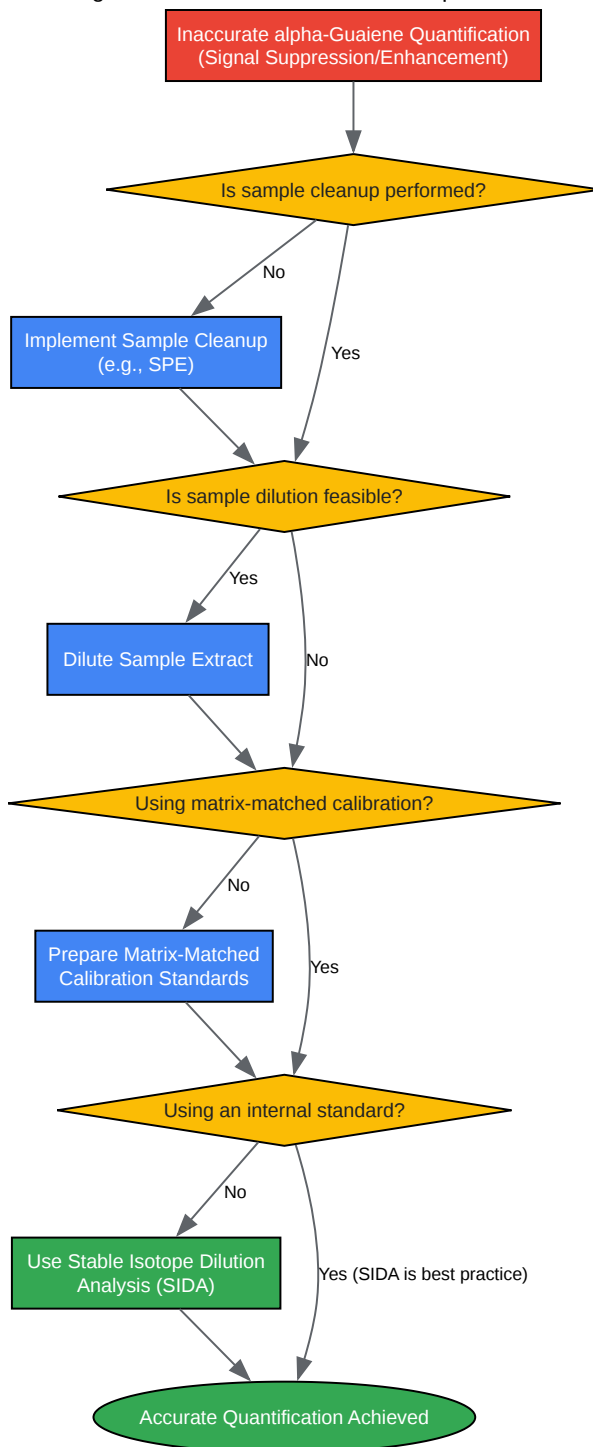 Inaccurate alpha-Guaiene Quantification
(Signal Suppression/Enhancement)
Is sample cleanup performed?
No
Implement Sample Cleanup
(e.g., SPE)
Yes
Is sample dilution feasible?
Yes
Dilute Sample Extract
No
Using matrix-matched calibration?
No
Prepare Matrix-Matched
Calibration Standards
Yes
Using an internal standard?
No
Use Stable Isotope Dilution
Analysis (SIDA)
Yes (SIDA is best practice)
Accurate Quantification Achieved